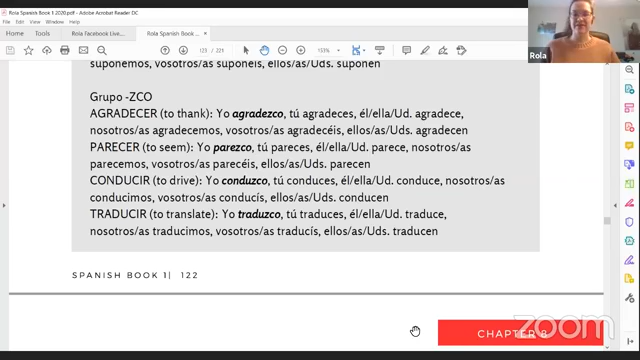 Rola Spanish Book 1 2020.pdf - Adobe Acrobat Reader DC
File Edit View Window Help
Home Tools Rola Facebook Live... Rola Spanish Book ... ×
123 / 221 153%
Rola
suponemos, vosotros/as suponéis, ellos/as/Uds. suponen
Grupo -ZCO
AGRADECER (to thank): Yo agradezco, tú agradeces, él/ella/Ud. agradece,
nosotros/as agradecemos, vosotros/as agradecéis, ellos/as/Uds. agradecen
PARECER (to seem): Yo parezco, tú pareces, él/ella/Ud. parece, nosotros/as
parecemos, vosotros/as parecéis, ellos/as/Uds. parecen
CONDUCIR (to drive): Yo conduzco, tú conduces, él/ella/Ud. conduce, nosotros/as
conducimos, vosotros/as conducís, ellos/as/Uds. conducen
TRADUCIR (to translate): Yo traduzco, tú traduces, él/ella/Ud. traduce,
nosotros/as traducimos, vosotros/as traducís, ellos/as/Uds. traducen
SPANISH BOOK 1| 122
CHAPTER 8
zoom